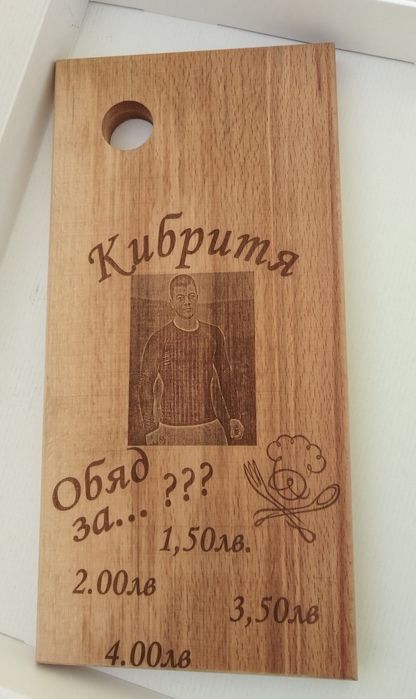 Кибритя
Обяд
за... ???
1,50лв.
2.00лв
3,50лв
4.00лв